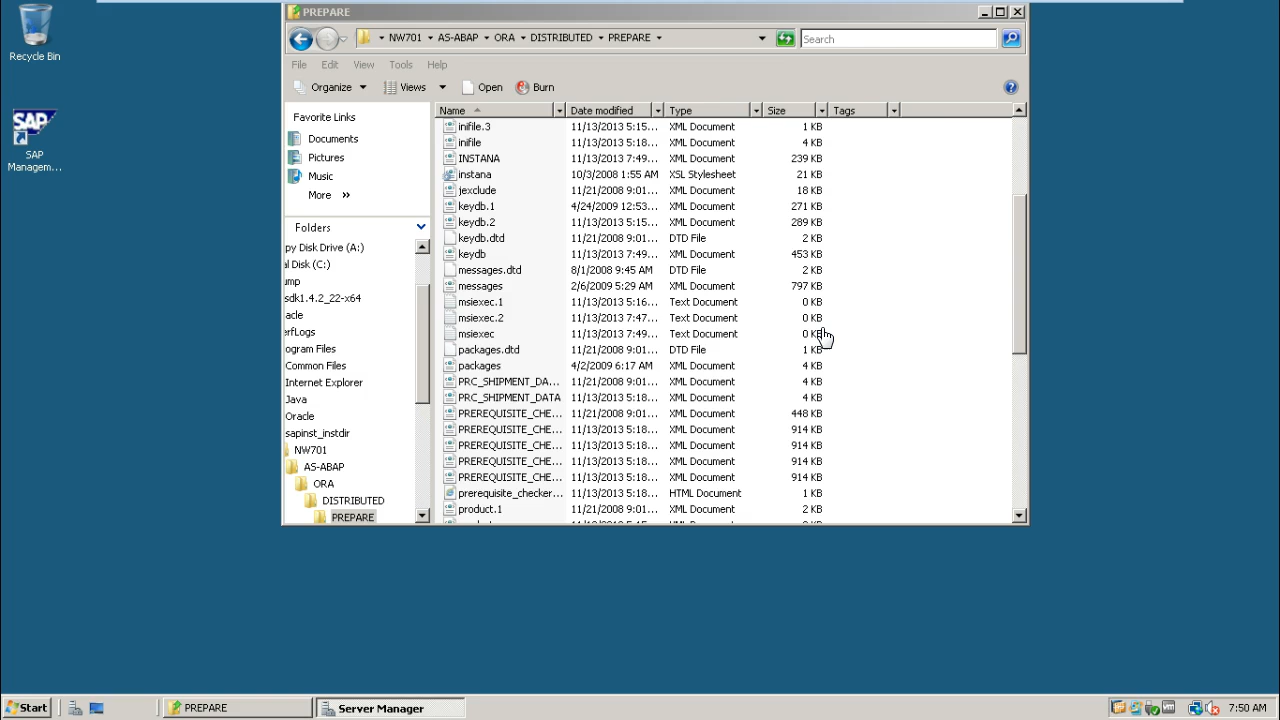 PREPARE
NW701 AS-ABAP ORA DISTRIBUTED PREPARE
Search
File Edit View Tools Help
Organize Views Open Burn
Favorite Links
Documents
Pictures
Music
More »
Folders
py Disk Drive (A:)
al Disk (C:)
ump
sdk1.4.2_22-x64
acle
erfLogs
ogram Files
Common Files
Internet Explorer
Java
Oracle
sapinst_instdir
NW701
AS-ABAP
ORA
DISTRIBUTED
PREPARE
Name Date modified Type Size Tags
inifile.3 11/13/2013 5:15... XML Document 1 KB
inifile 11/13/2013 5:18... XML Document 4 KB
INSTANA 11/13/2013 7:49... XML Document 239 KB
instana 10/3/2008 1:55 AM XSL Stylesheet 21 KB
jexclude 11/21/2008 9:01... XML Document 18 KB
keydb.1 4/24/2009 12:53... XML Document 271 KB
keydb.2 11/13/2013 5:18... XML Document 289 KB
keydb.dtd 11/21/2008 9:01... DTD File 2 KB
keydb 11/13/2013 7:49... XML Document 453 KB
messages.dtd 8/1/2008 9:45 AM DTD File 2 KB
messages 2/6/2009 5:29 AM XML Document 797 KB
msiexec.1 11/13/2013 5:16... Text Document 0 KB
msiexec.2 11/13/2013 7:47... Text Document 0 KB
msiexec 11/13/2013 7:49... Text Document 0 KB
packages.dtd 11/21/2008 9:01... DTD File 1 KB
packages 4/2/2009 6:17 AM XML Document 4 KB
PRC_SHIPMENT_DA... 11/21/2008 9:01... XML Document 4 KB
PRC_SHIPMENT_DATA 11/13/2013 5:18... XML Document 4 KB
PREREQUISITE_CHE... 11/21/2008 9:01... XML Document 448 KB
PREREQUISITE_CHE... 11/13/2013 5:18... XML Document 914 KB
PREREQUISITE_CHE... 11/13/2013 5:18... XML Document 914 KB
PREREQUISITE_CHE... 11/13/2013 5:18... XML Document 914 KB
PREREQUISITE_CHE... 11/13/2013 5:18... XML Document 914 KB
prerequisite_checker... 11/13/2013 5:18... HTML Document 1 KB
product.1 11/21/2008 9:01... XML Document 2 KB
Recycle Bin
SAP
SAP
Managem...
Start PREPARE Server Manager 7:50 AM